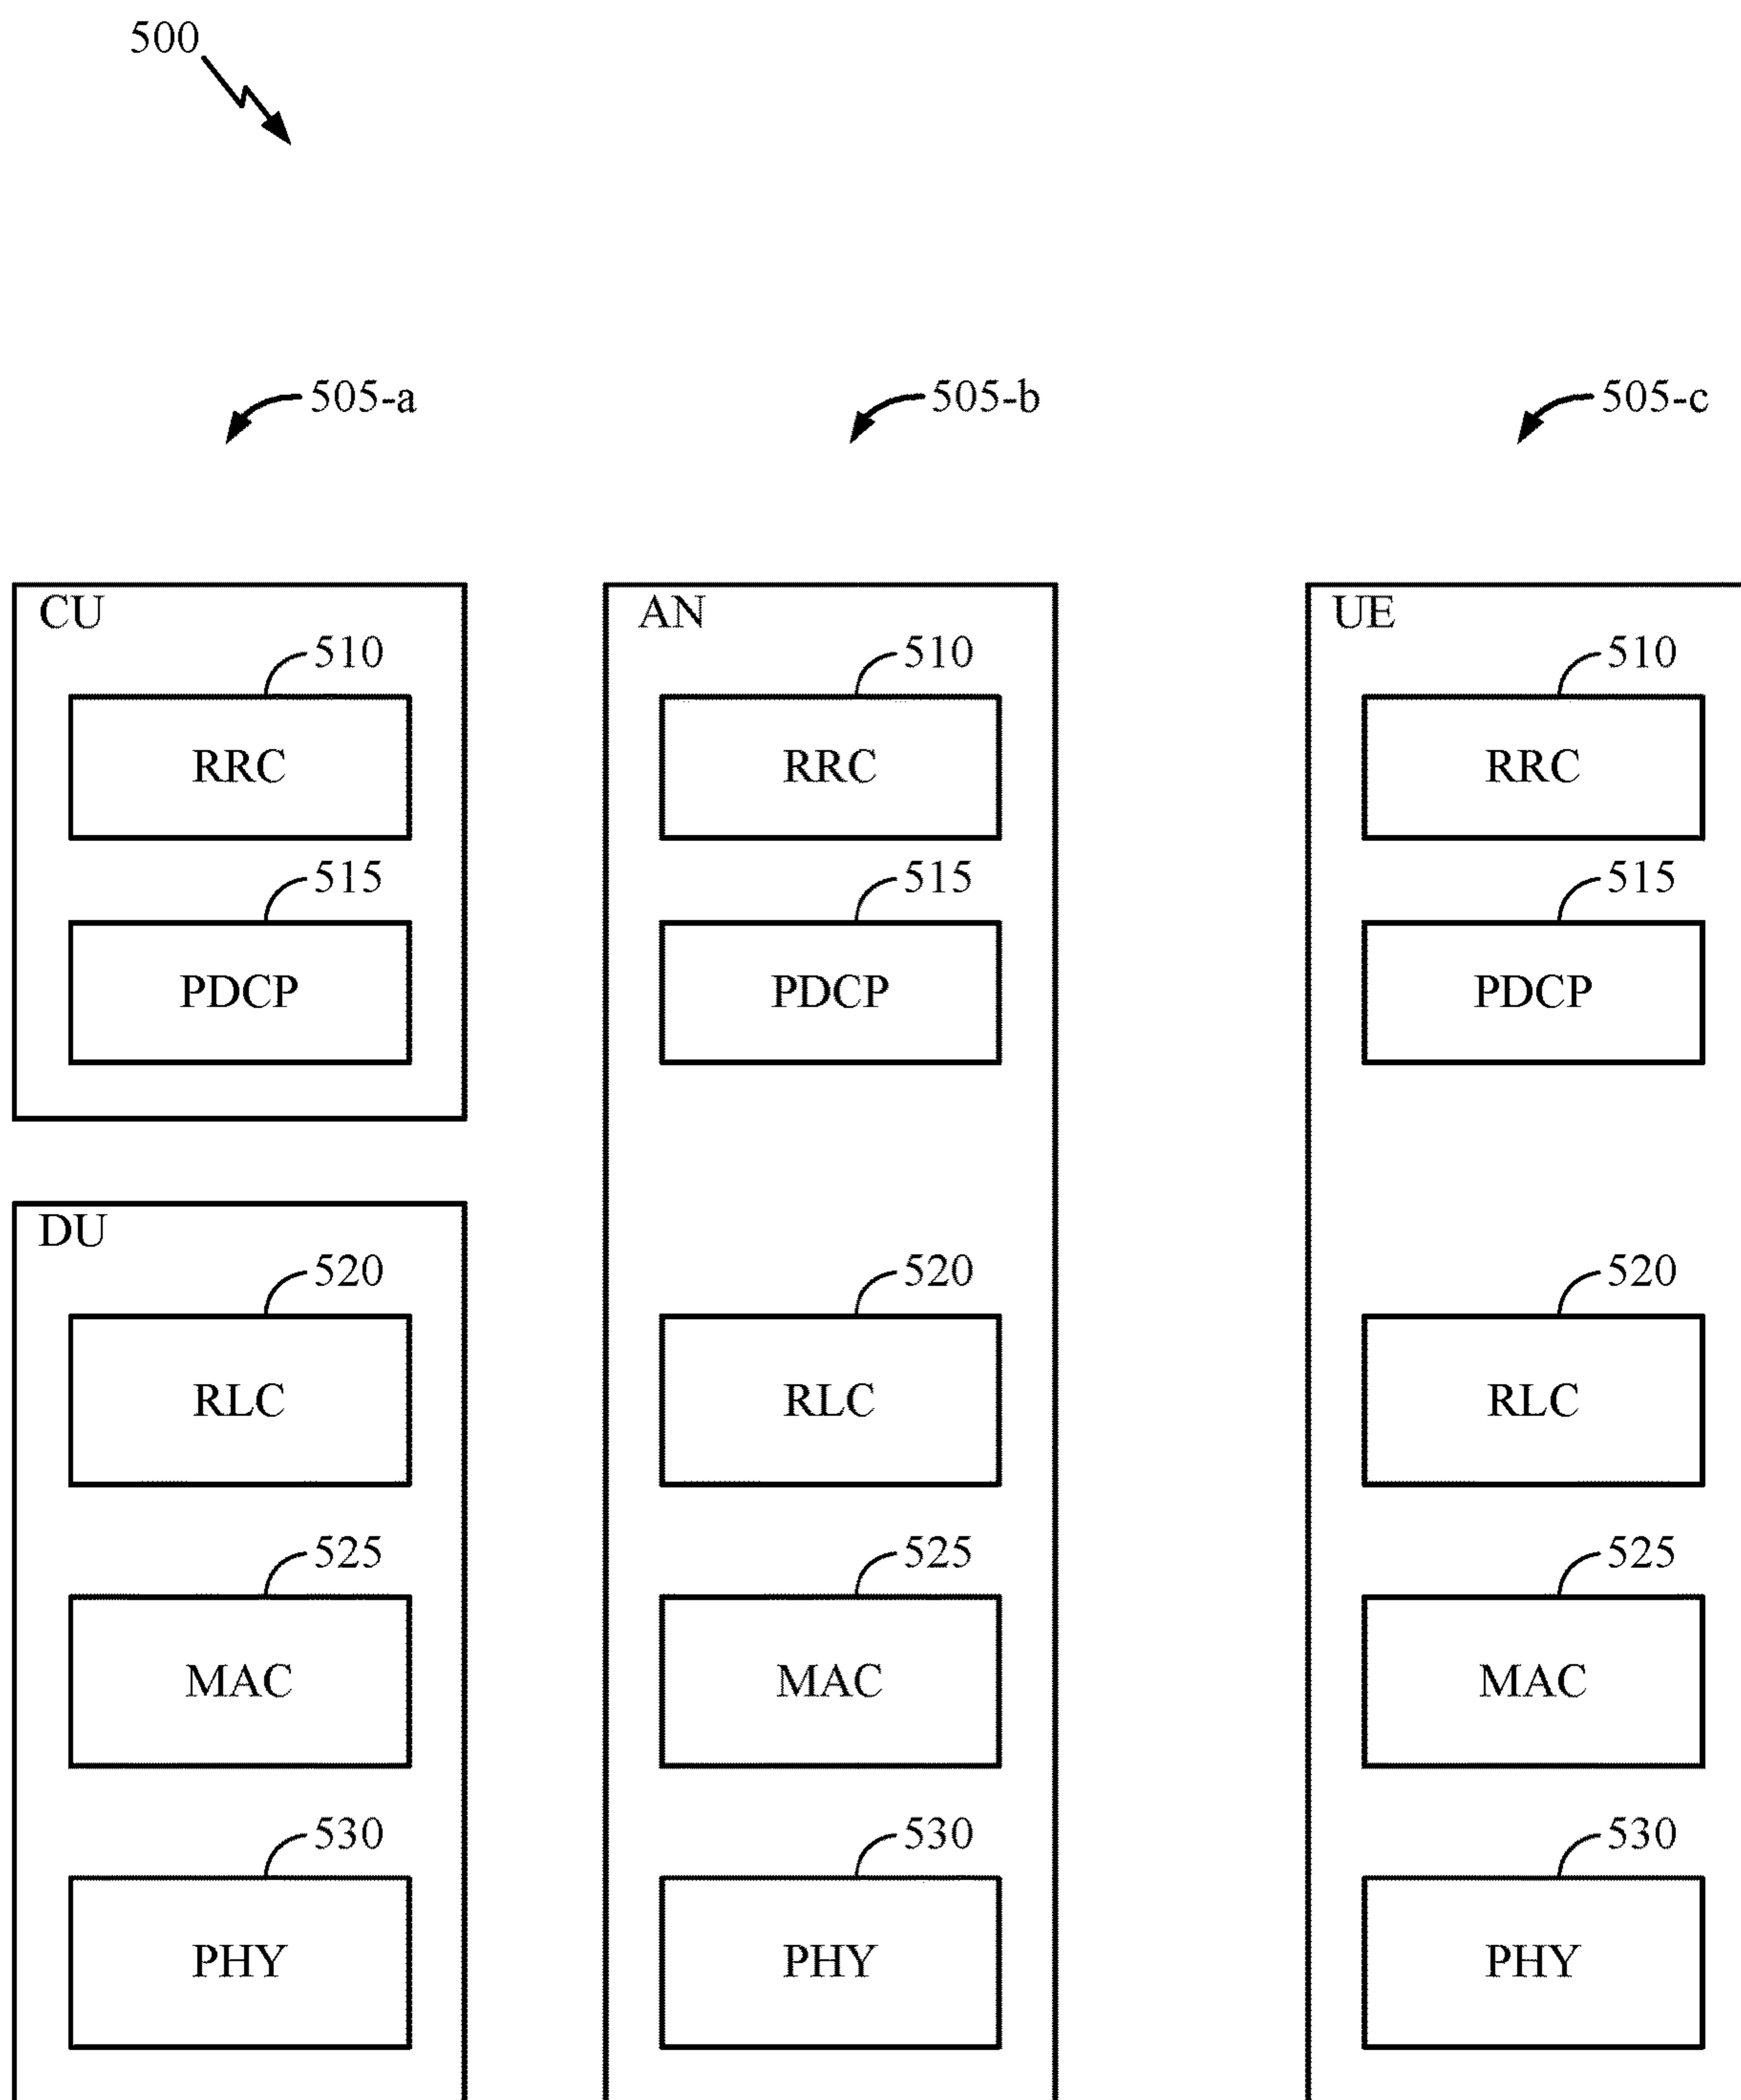 500
505-a 505-b 505-c
CU AN UE
510 510 510
RRC RRC RRC
515 515 515
PDCP PDCP PDCP
DU
520 520 520
RLC RLC RLC
525 525 525
MAC MAC MAC
530 530 530
PHY PHY PHY